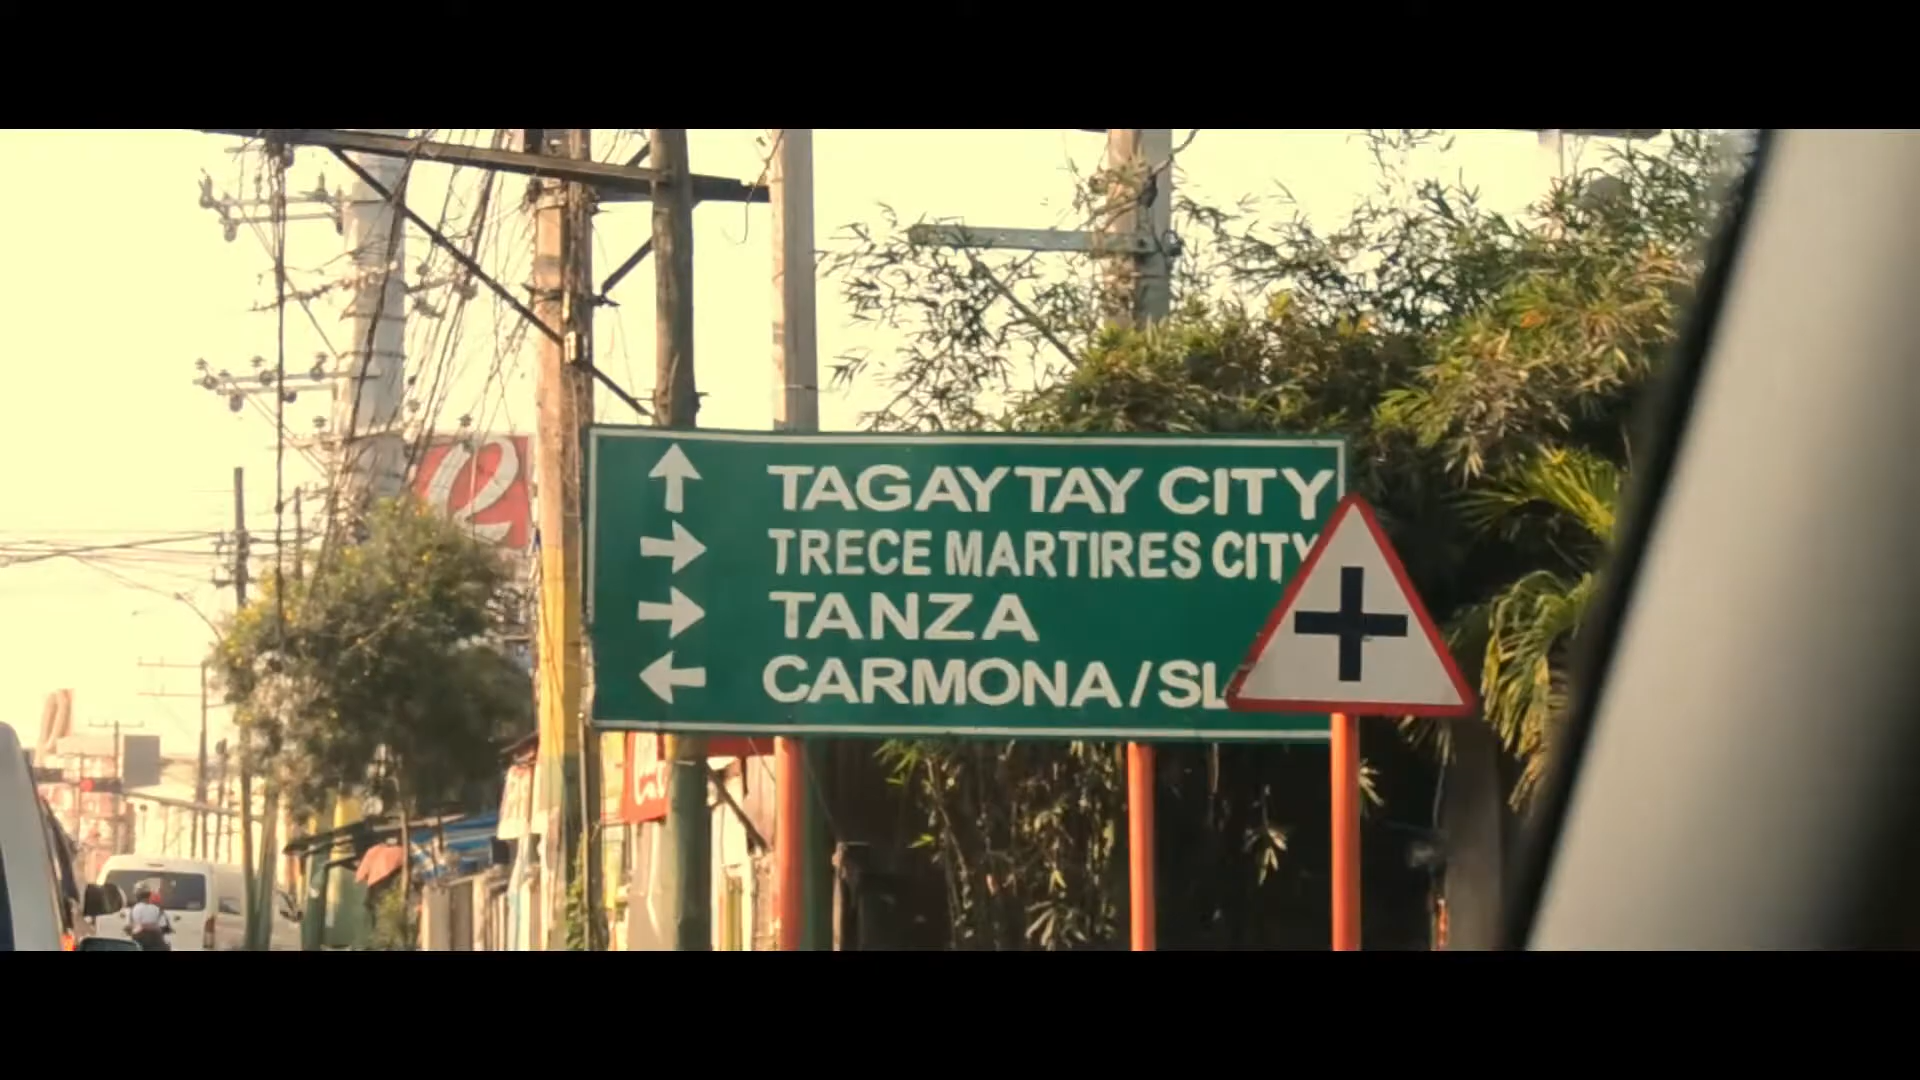 TAGAYTAY CITY
TRECE MARTIRES CITY
TANZA
CARMONA/SL